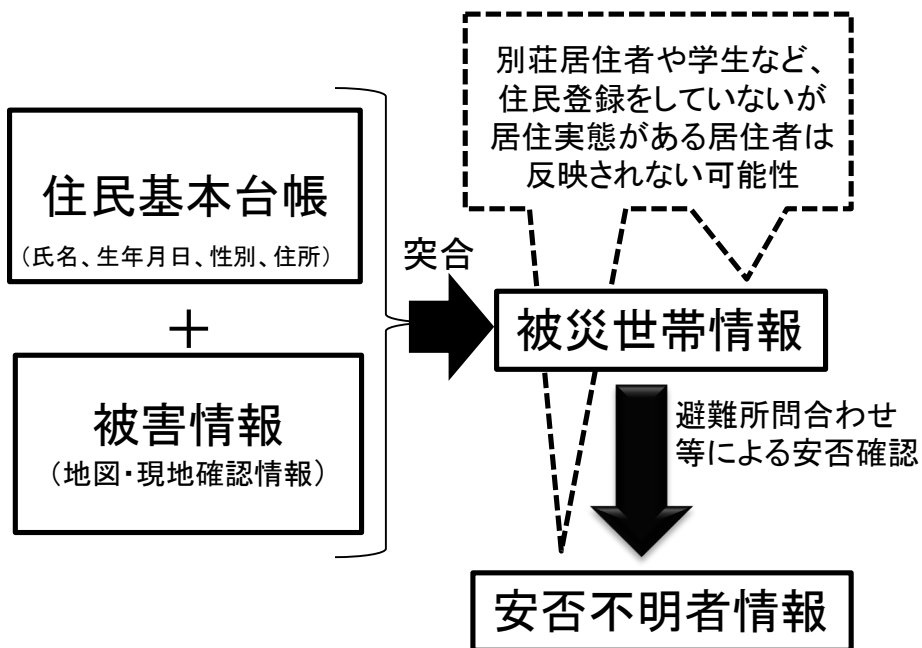 別荘居住者や学生など、
住民登録をしていないが
居住実態がある居住者は
反映されない可能性
住民基本台帳
（氏名、生年月日、性別、住所）
＋
被害情報
（地図・現地確認情報）
突合
被災世帯情報
避難所問合わせ
等による安否確認
安否不明者情報